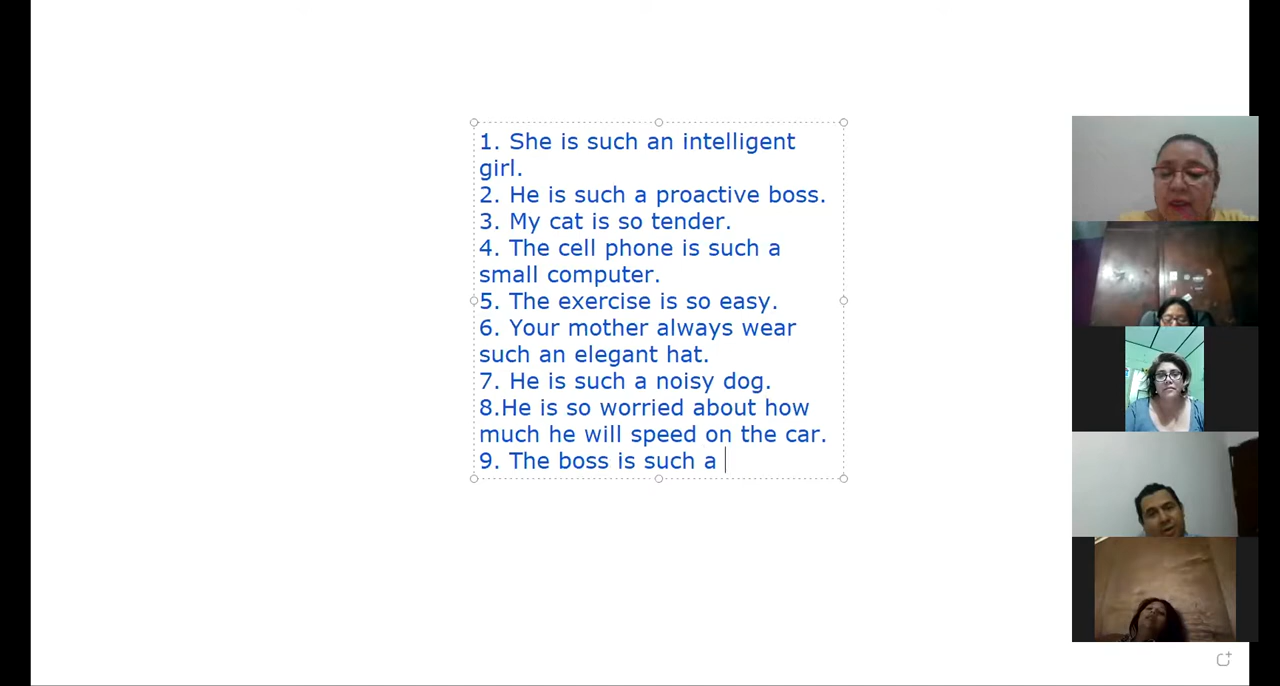 1. She is such an intelligent
girl.
2. He is such a proactive boss.
3. My cat is so tender.
4. The cell phone is such a
small computer.
5. The exercise is so easy.
6. Your mother always wear
such an elegant hat.
7. He is such a noisy dog.
8.He is so worried about how
much he will speed on the car.
9. The boss is such a